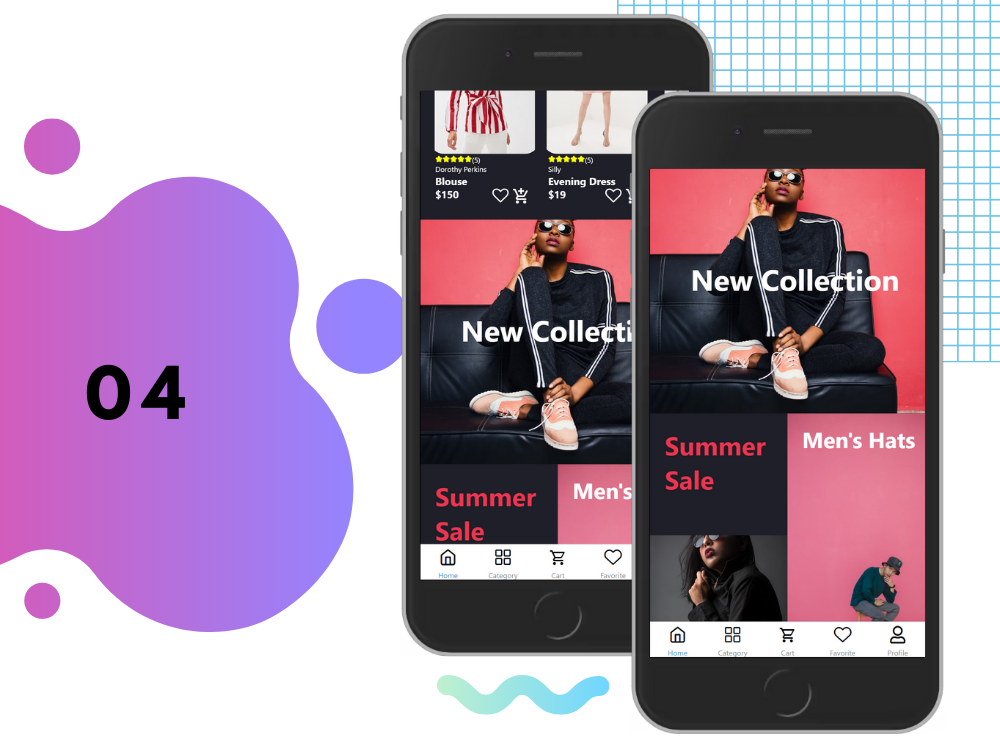 04
(5)
Dorothy Perkins
Blouse
$150
(5)
Silly
Evening Dress
$19
New Collecti
Summer
Sale
Men's
Home
Category
Cart
Favorite
New Collection
Summer
Sale
Men's Hats
Home
Category
Cart
Favorite
Profile